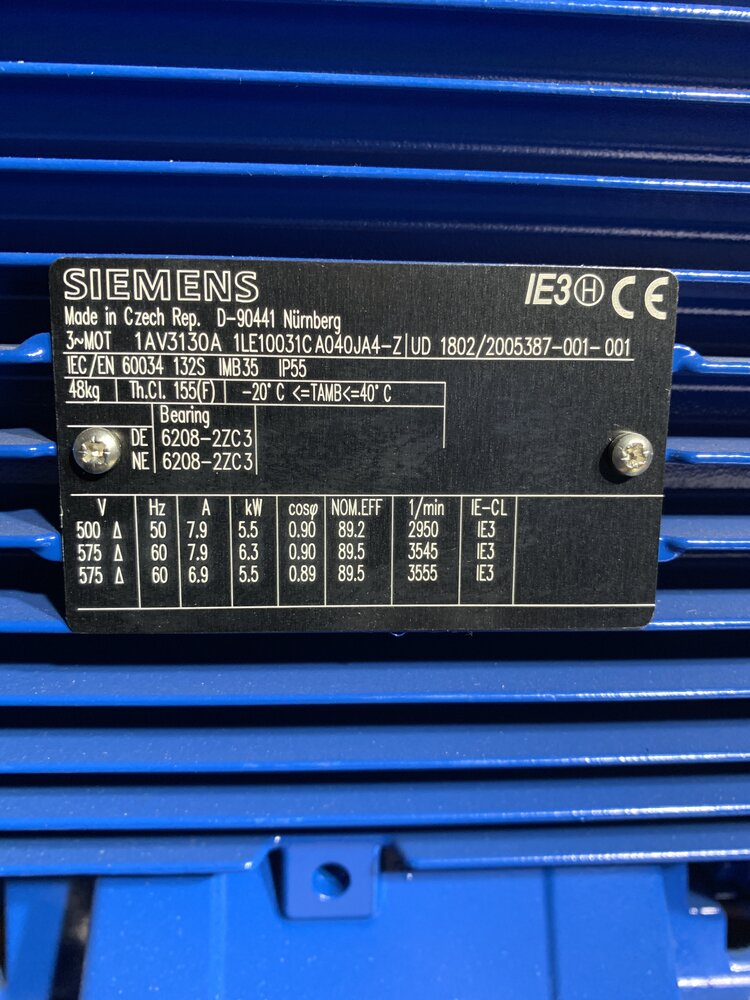 SIEMENS IE3 H CE
Made in Czech Rep. D-90441 Nürnberg
3~MOT 1AV3130A 1LE10031CA040JA4-Z UD 1802/2005387-001-001
IEC/EN 60034 132S IMB35 IP55
48kg Th.Cl. 155(F) -20°C <=TAMB<=40°C
Bearing
DE 6208-2ZC3
NE 6208-2ZC3
V Hz A kW cosφ NOM.EFF 1/min IE-CL
500 Δ 50 7.9 5.5 0.90 89.2 2950 IE3
575 Δ 60 7.9 6.3 0.90 89.5 3545 IE3
575 Δ 60 6.9 5.5 0.89 89.5 3555 IE3